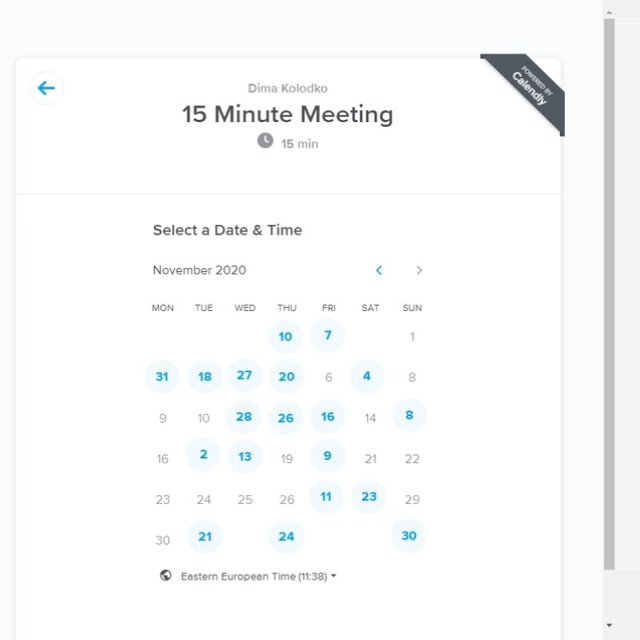 POWERED BY
Calendly
Dima Kolodko
15 Minute Meeting
15 min
Select a Date & Time
November 2020
MON TUE WED THU FRI SAT SUN
10 7 1
31 18 27 20 6 4 8
9 10 28 26 16 14 8
16 2 13 19 9 21 22
23 24 25 26 11 23 29
30 21 24 30
Eastern European Time (11:38)